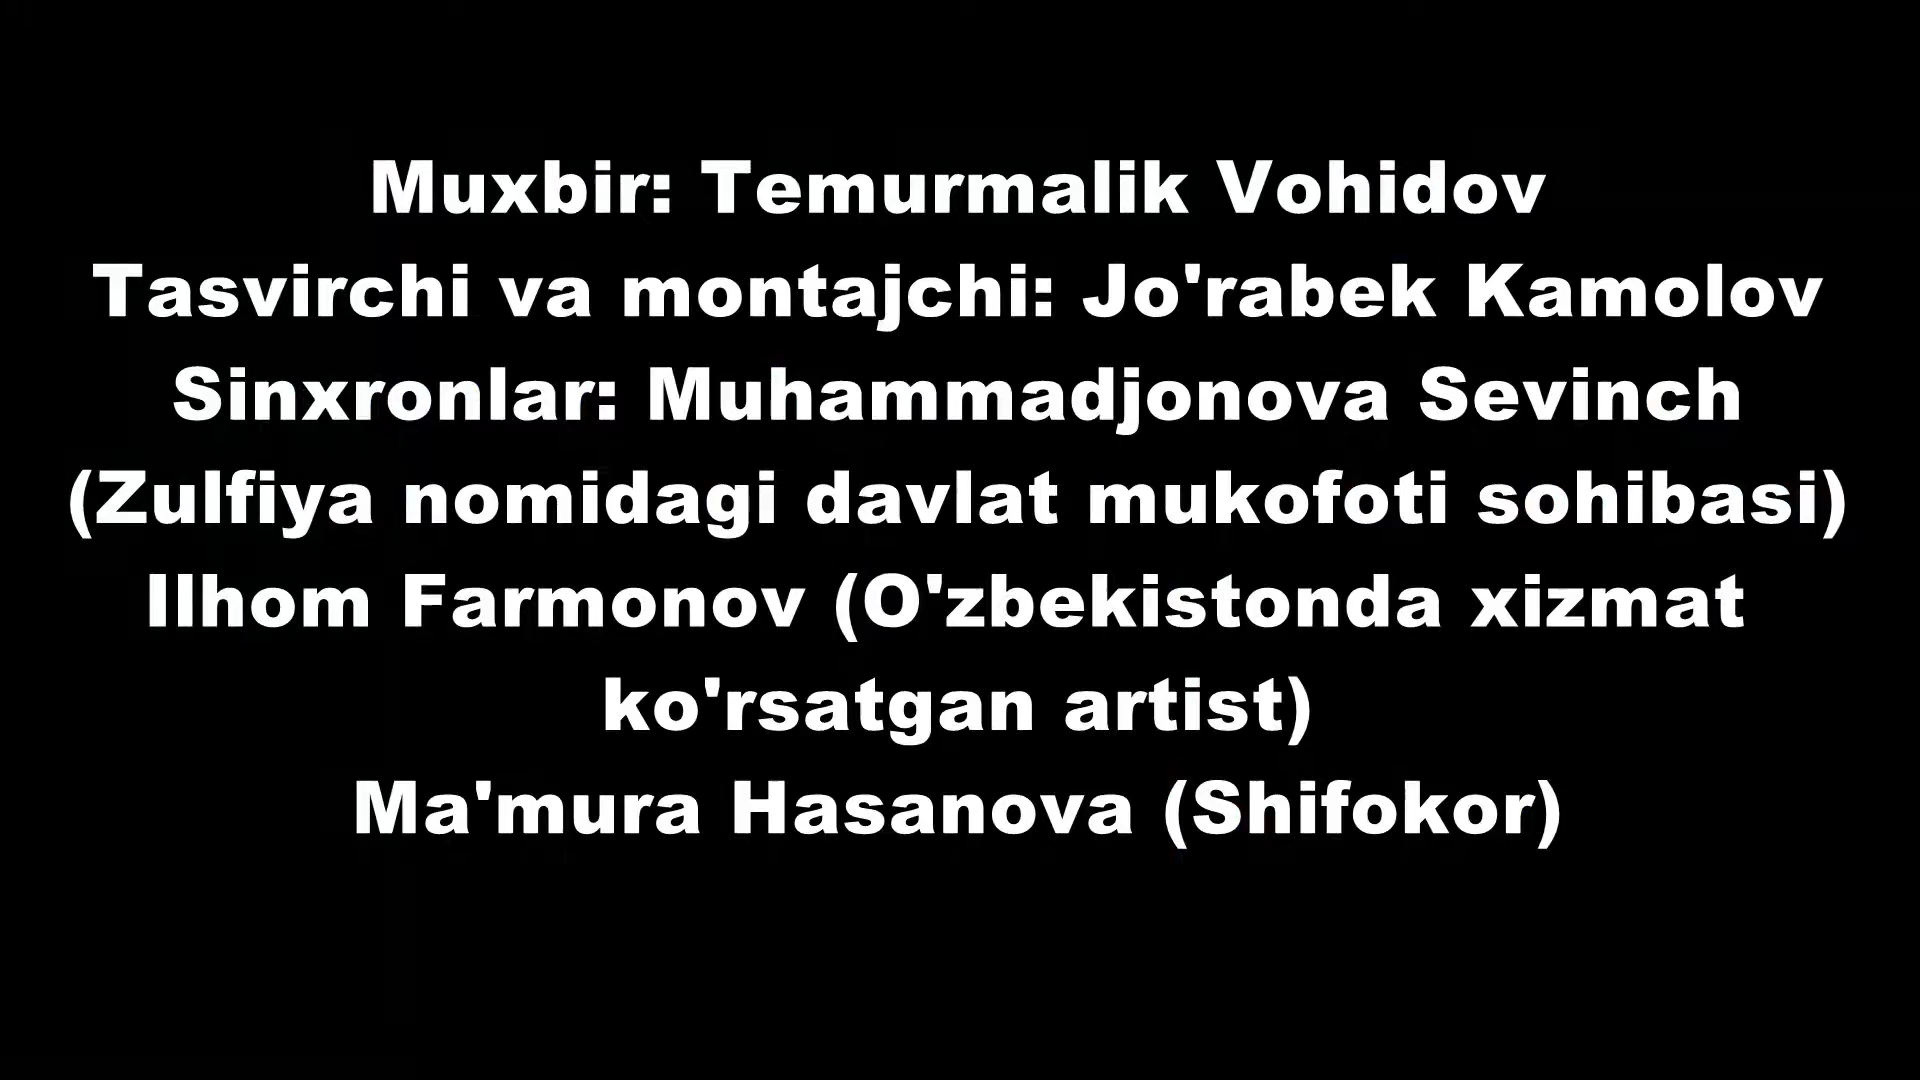 Muxbir: Temurmalik Vohidov
Tasvirchi va montajchi: Jo'rabek Kamolov
Sinxronlar: Muhammadjonova Sevinch
(Zulfiya nomidagi davlat mukofoti sohibasi)
Ilhom Farmonov (O'zbekistonda xizmat
ko'rsatgan artist)
Ma'mura Hasanova (Shifokor)